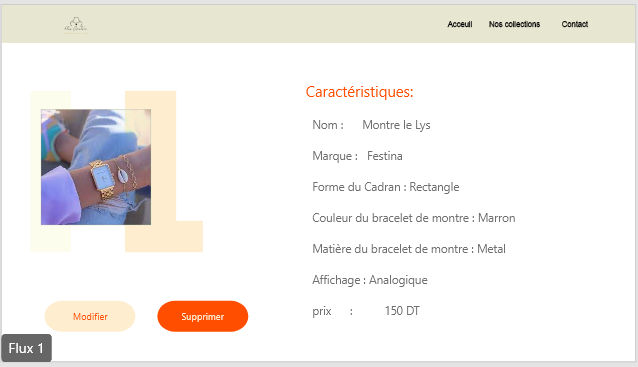 Acceuil Nos collections Contact
Caractéristiques:
Nom : Montre le Lys
Marque : Festina
Forme du Cadran : Rectangle
Couleur du bracelet de montre : Marron
Matière du bracelet de montre : Metal
Affichage : Analogique
prix : 150 DT
Modifier Supprimer
Flux 1